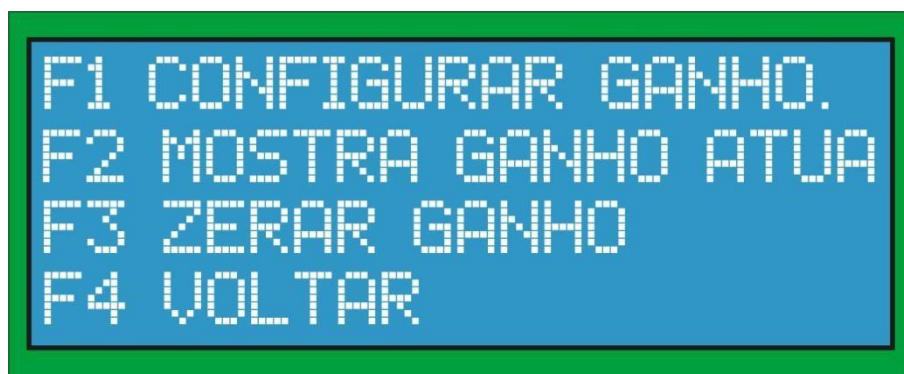 F1 CONFIGURAR GANHO.
F2 MOSTRA GANHO ATUA
F3 ZERAR GANHO
F4 VOLTAR